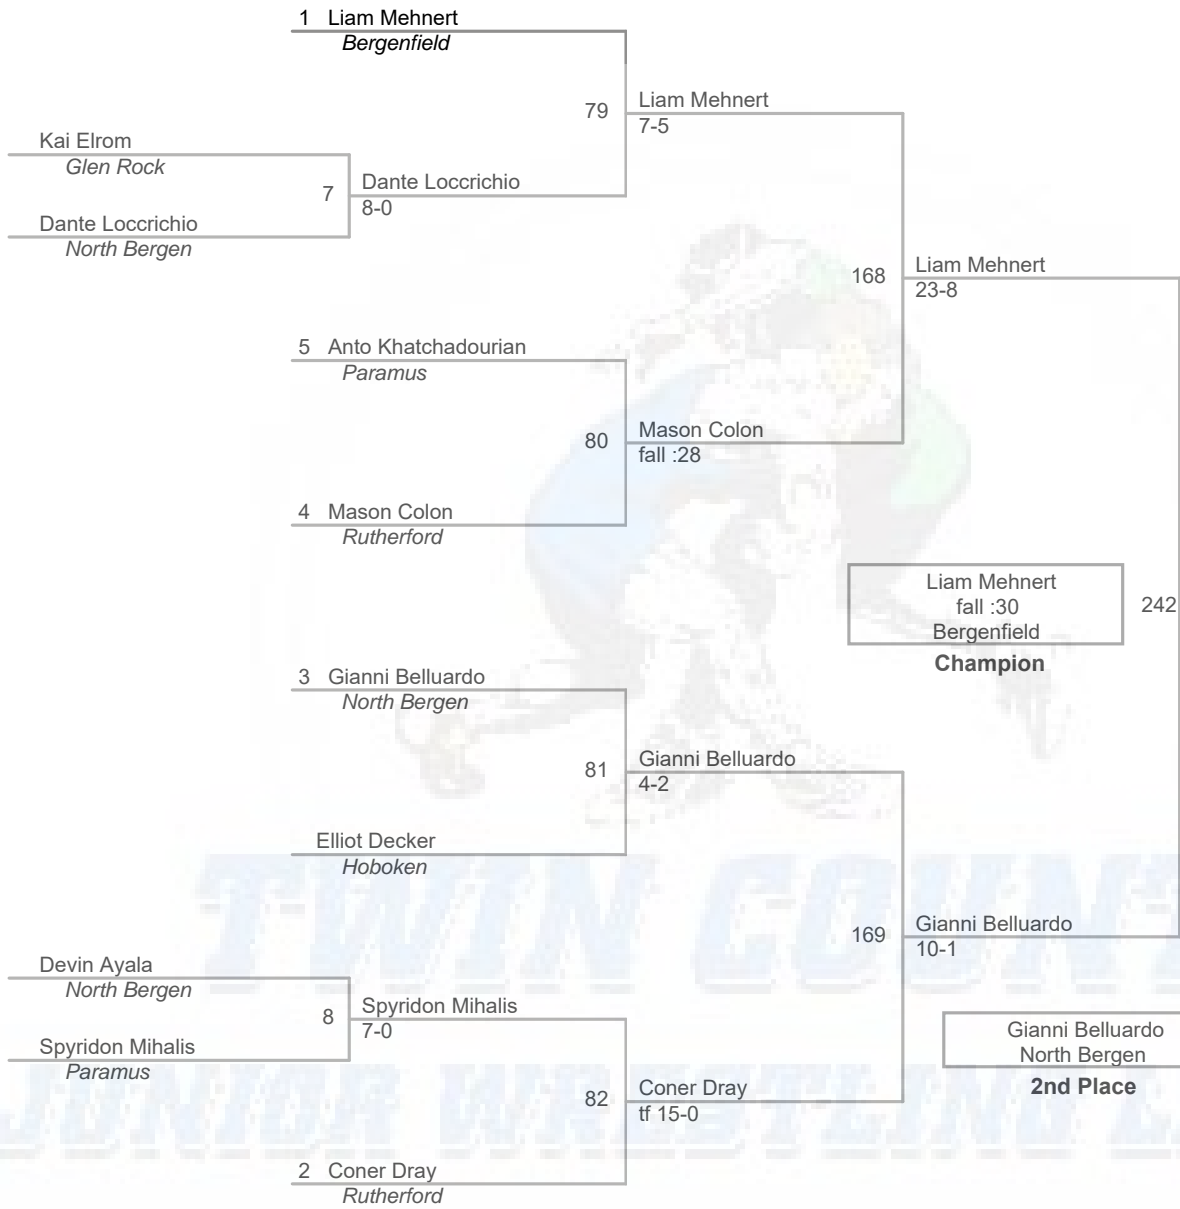 1 Liam Mehnert
Bergenfield
79 Liam Mehnert
7-5
Kai Elrom
Glen Rock
7 Dante Loccrichio
8-0
Dante Loccrichio
North Bergen
168 Liam Mehnert
23-8
5 Anto Khatchadourian
Paramus
80 Mason Colon
fall :28
4 Mason Colon
Rutherford
Liam Mehnert
fall :30
Bergenfield
242
Champion
3 Gianni Belluardo
North Bergen
81 Gianni Belluardo
4-2
Elliot Decker
Hoboken
TWIN COUNT
169 Gianni Belluardo
10-1
Devin Ayala
North Bergen
8 Spyridon Mihalis
7-0
Spyridon Mihalis
Paramus
Gianni Belluardo
North Bergen
2nd Place
JUNIOR WRESTLING
82 Coner Dray
tf 15-0
2 Coner Dray
Rutherford